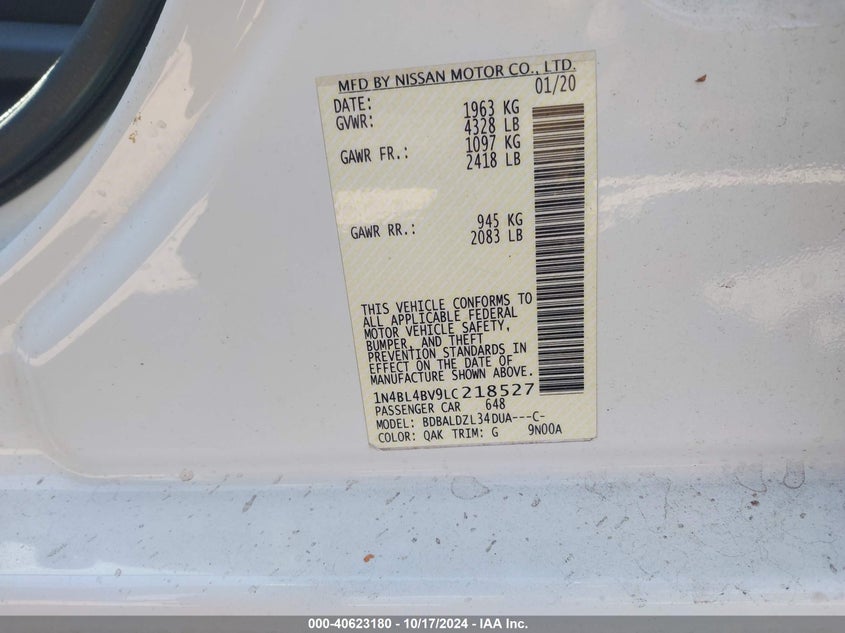 MFD BY NISSAN MOTOR CO., LTD.
DATE: 01/20
GVWR: 1963 KG
4328 LB
GAWR FR.: 1097 KG
2418 LB
GAWR RR.: 945 KG
2083 LB
THIS VEHICLE CONFORMS TO
ALL APPLICABLE FEDERAL
MOTOR VEHICLE SAFETY,
BUMPER, AND THEFT
PREVENTION STANDARDS IN
EFFECT ON THE DATE OF
MANUFACTURE SHOWN ABOVE.
1N4BL4BV9LC218527
PASSENGER CAR 648
MODEL: BDBALDZL34DUA---C-
COLOR: QAK TRIM: G 9N00A
000-40623180 - 10/17/2024 - IAA Inc.